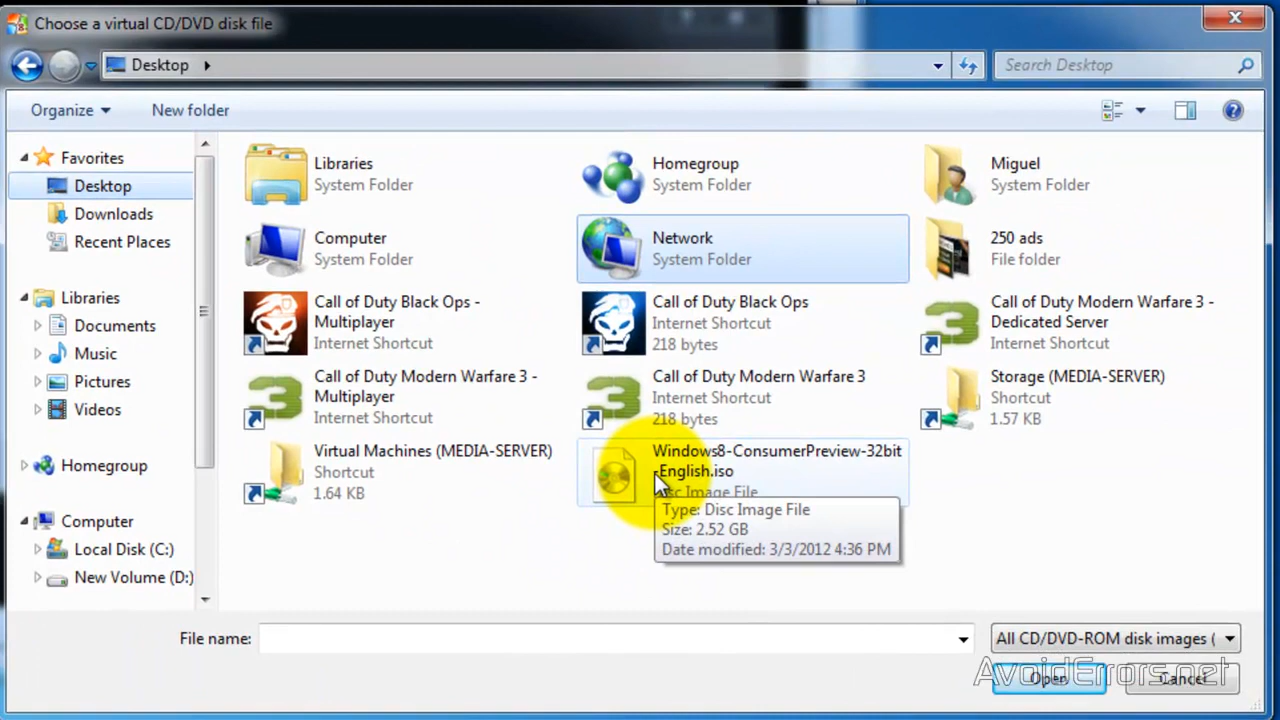 Choose a virtual CD/DVD disk file
Desktop
Search Desktop
Organize
New folder
Favorites
Desktop
Downloads
Recent Places
Libraries
Documents
Music
Pictures
Videos
Homegroup
Computer
Local Disk (C:)
New Volume (D:)
Libraries
System Folder
Homegroup
System Folder
Miguel
System Folder
Computer
System Folder
Network
System Folder
250 ads
File folder
Call of Duty Black Ops -
Multiplayer
Internet Shortcut
Call of Duty Black Ops
Internet Shortcut
218 bytes
Call of Duty Modern Warfare 3 -
Dedicated Server
Internet Shortcut
Call of Duty Modern Warfare 3 -
Multiplayer
Internet Shortcut
Call of Duty Modern Warfare 3
Internet Shortcut
218 bytes
Storage (MEDIA-SERVER)
Shortcut
1.57 KB
Virtual Machines (MEDIA-SERVER)
Shortcut
1.64 KB
Windows8-ConsumerPreview-32bit
-English.iso
Disc Image File
Type: Disc Image File
Size: 2.52 GB
Date modified: 3/3/2012 4:36 PM
File name:
All CD/DVD-ROM disk images (
Open
Cancel
AvoidErrors.net